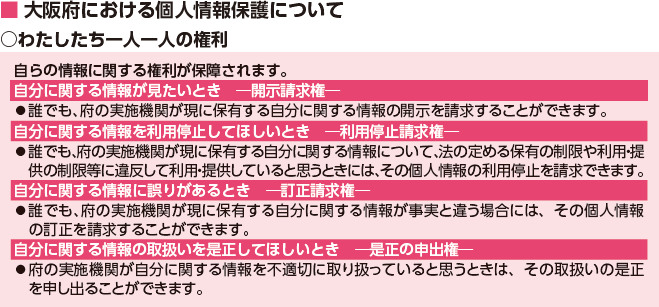 ■ 大阪府における個人情報保護について
○わたしたち一人一人の権利
自らの情報に関する権利が保障されます。
自分に関する情報が見たいとき ―開示請求権―
●誰でも、府の実施機関が現に保有する自分に関する情報の開示を請求することができます。
自分に関する情報を利用停止してほしいとき ―利用停止請求権―
●誰でも、府の実施機関が現に保有する自分に関する情報について、法の定める保有の制限や利用・提
供の制限等に違反して利用・提供していると思うときには、その個人情報の利用停止を請求できます。
自分に関する情報に誤りがあるとき ―訂正請求権―
●誰でも、府の実施機関が現に保有する自分に関する情報が事実と違う場合には、その個人情報
の訂正を請求することができます。
自分に関する情報の取扱いを是正してほしいとき ―是正の申出権―
●府の実施機関が自分に関する情報を不適切に取り扱っていると思うときは、その取扱いの是正
を申し出ることができます。